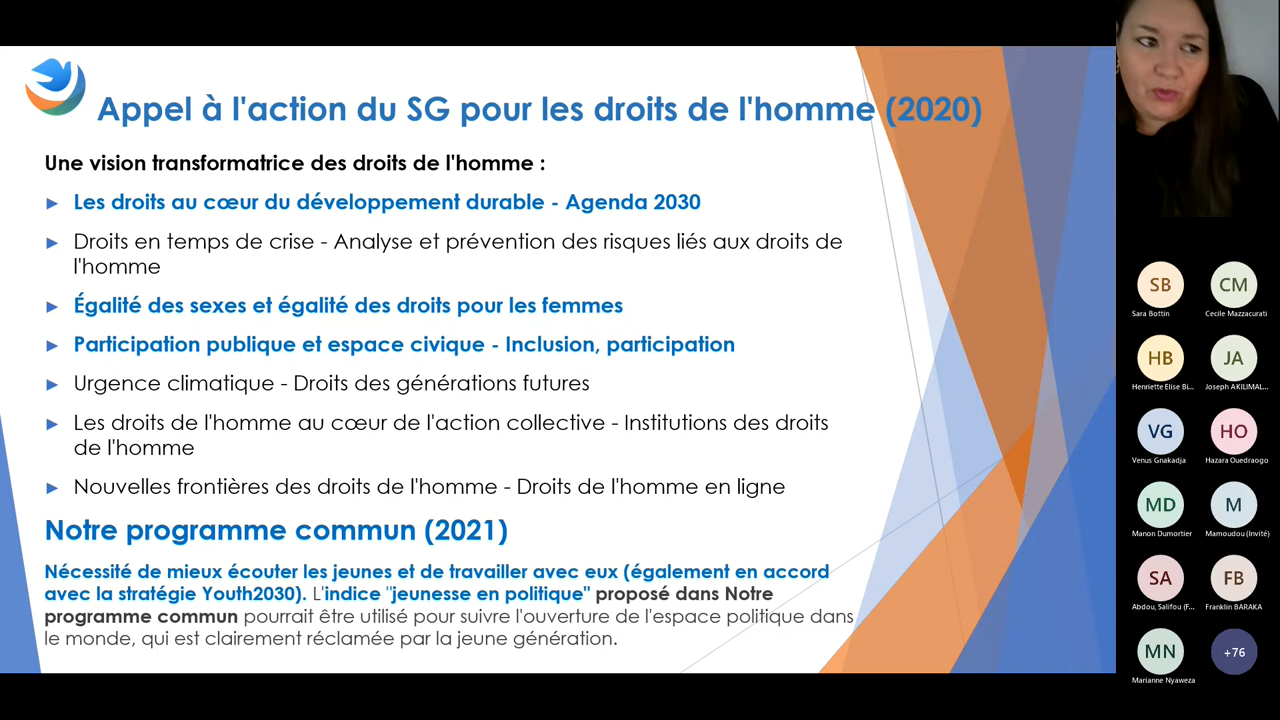 Appel à l'action du SG pour les droits de l'homme (2020)
Une vision transformatrice des droits de l'homme :
► Les droits au cœur du développement durable - Agenda 2030
► Droits en temps de crise - Analyse et prévention des risques liés aux droits de
l'homme
► Égalité des sexes et égalité des droits pour les femmes
► Participation publique et espace civique - Inclusion, participation
► Urgence climatique - Droits des générations futures
► Les droits de l'homme au cœur de l'action collective - Institutions des droits
de l'homme
► Nouvelles frontières des droits de l'homme - Droits de l'homme en ligne
Notre programme commun (2021)
Nécessité de mieux écouter les jeunes et de travailler avec eux (également en accord
avec la stratégie Youth2030). L'indice "jeunesse en politique" proposé dans Notre
programme commun pourrait être utilisé pour suivre l'ouverture de l'espace politique dans
le monde, qui est clairement réclamée par la jeune génération.
SB CM
Sara Bottin Cecile Mazzacurati
HB JA
Henriette Elise Bi... Joseph AKILIMAL...
VG HO
Venus Gnakadja Hazara Ouedraogo
MD M
Manon Dumortier Mamoudou (Invité)
SA FB
Abdou, Salifou (F... Franklin BARAKA
MN +76
Marianne Nyaweza